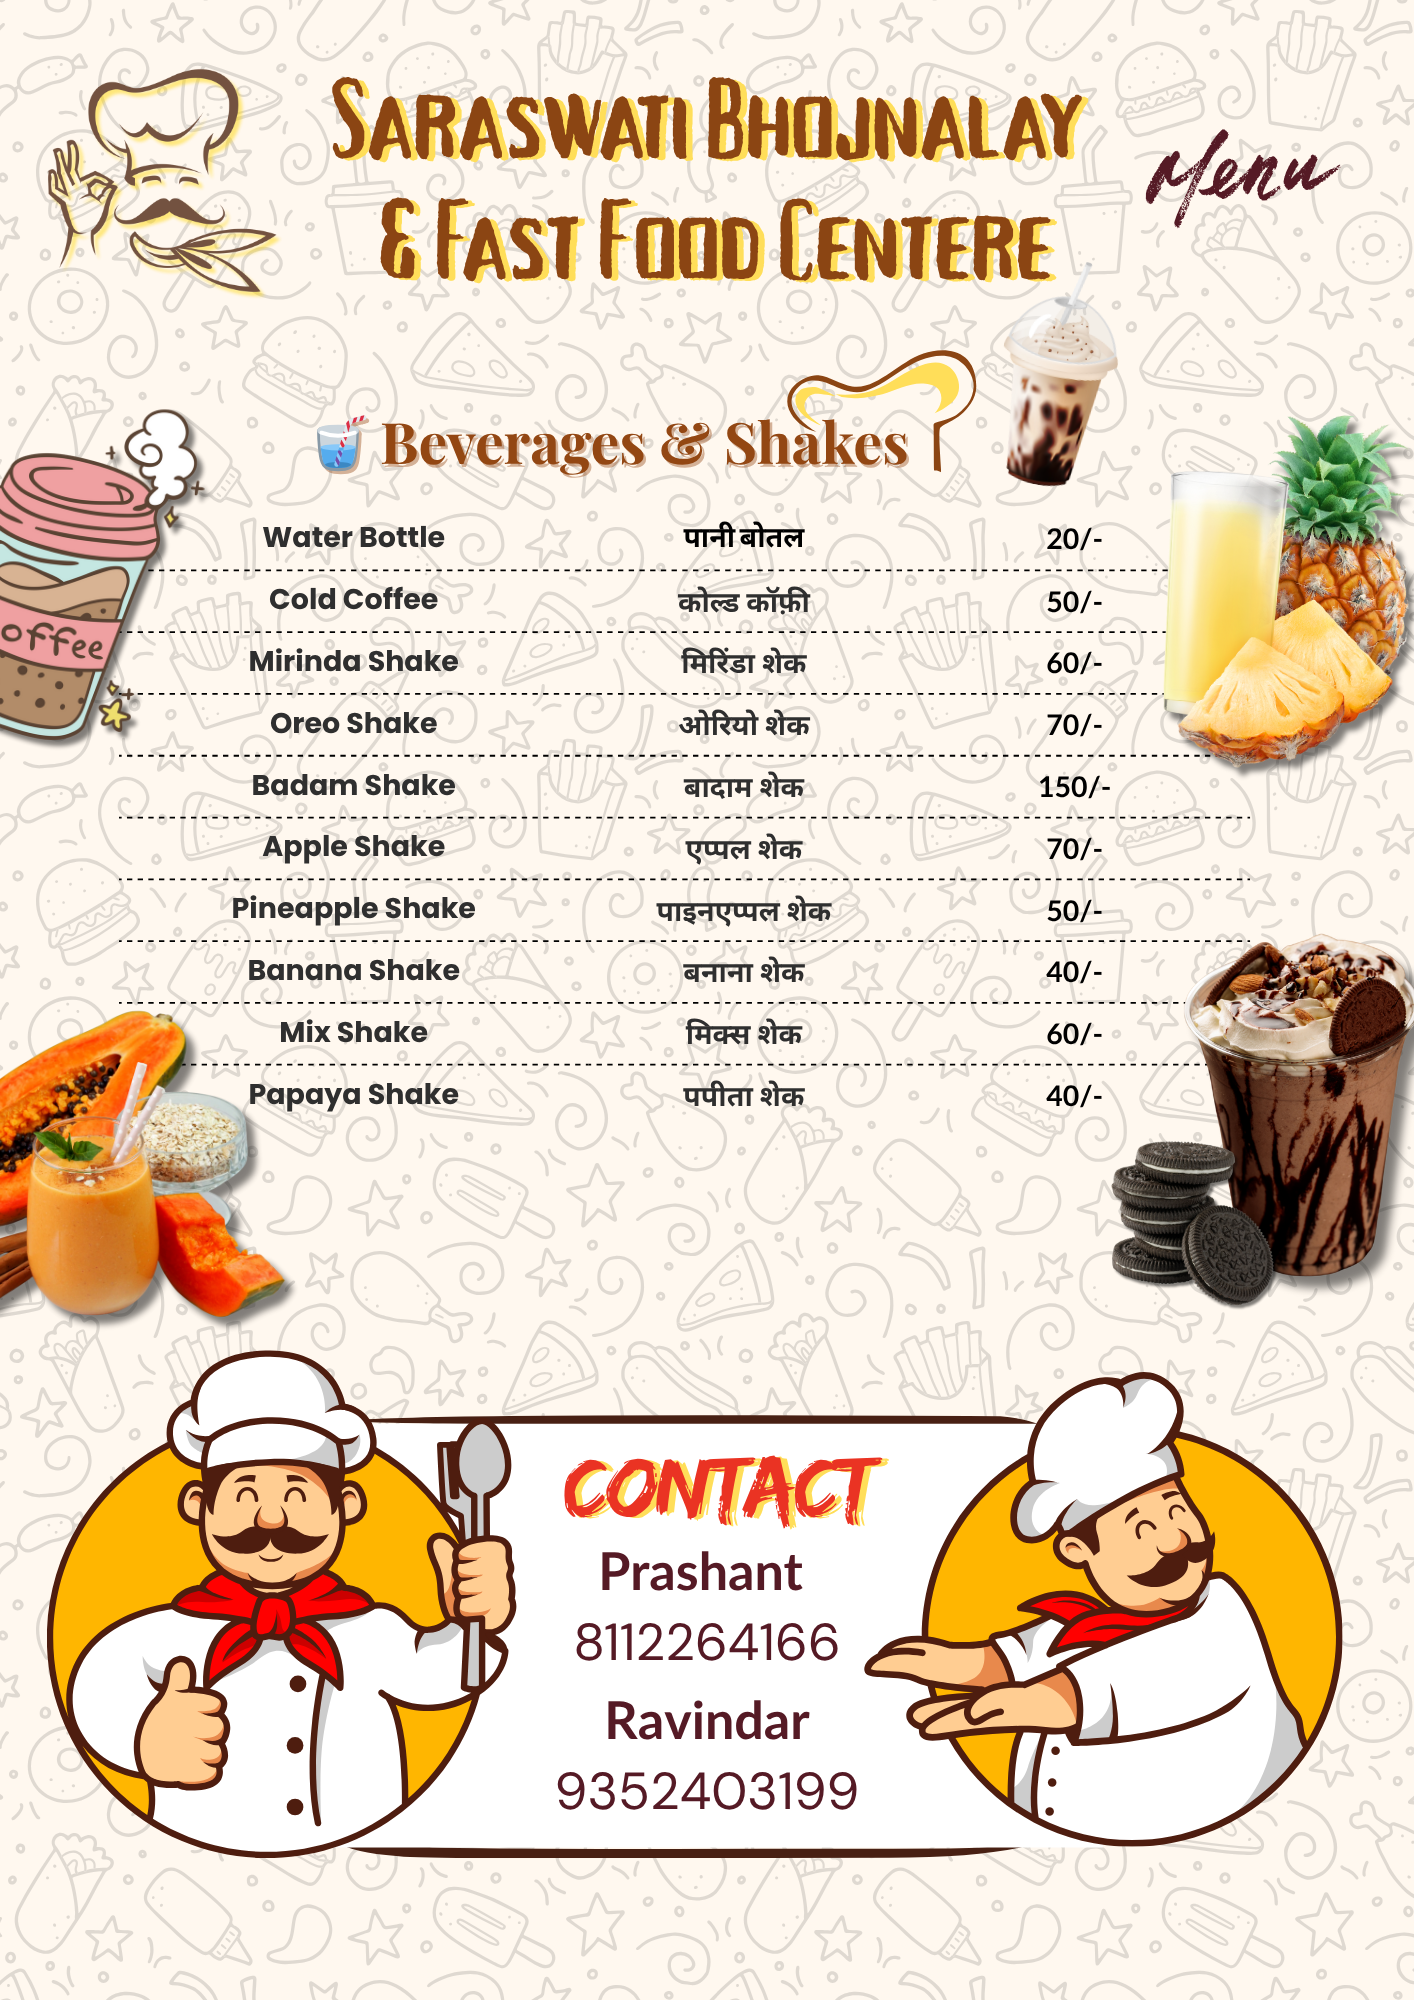 SARASWATI BHOJNALAY
& FAST FOOD CENTERE
Menu
Beverages & Shakes
offee
Water Bottle पानी बोतल 20/-
Cold Coffee कोल्ड कॉफ़ी 50/-
Mirinda Shake मिरिंडा शेक 60/-
Oreo Shake ओरियो शेक 70/-
Badam Shake बादाम शेक 150/-
Apple Shake एप्पल शेक 70/-
Pineapple Shake पाइनएप्पल शेक 50/-
Banana Shake बनाना शेक 40/-
Mix Shake मिक्स शेक 60/-
Papaya Shake पपीता शेक 40/-
CONTACT
Prashant
8112264166
Ravindar
9352403199